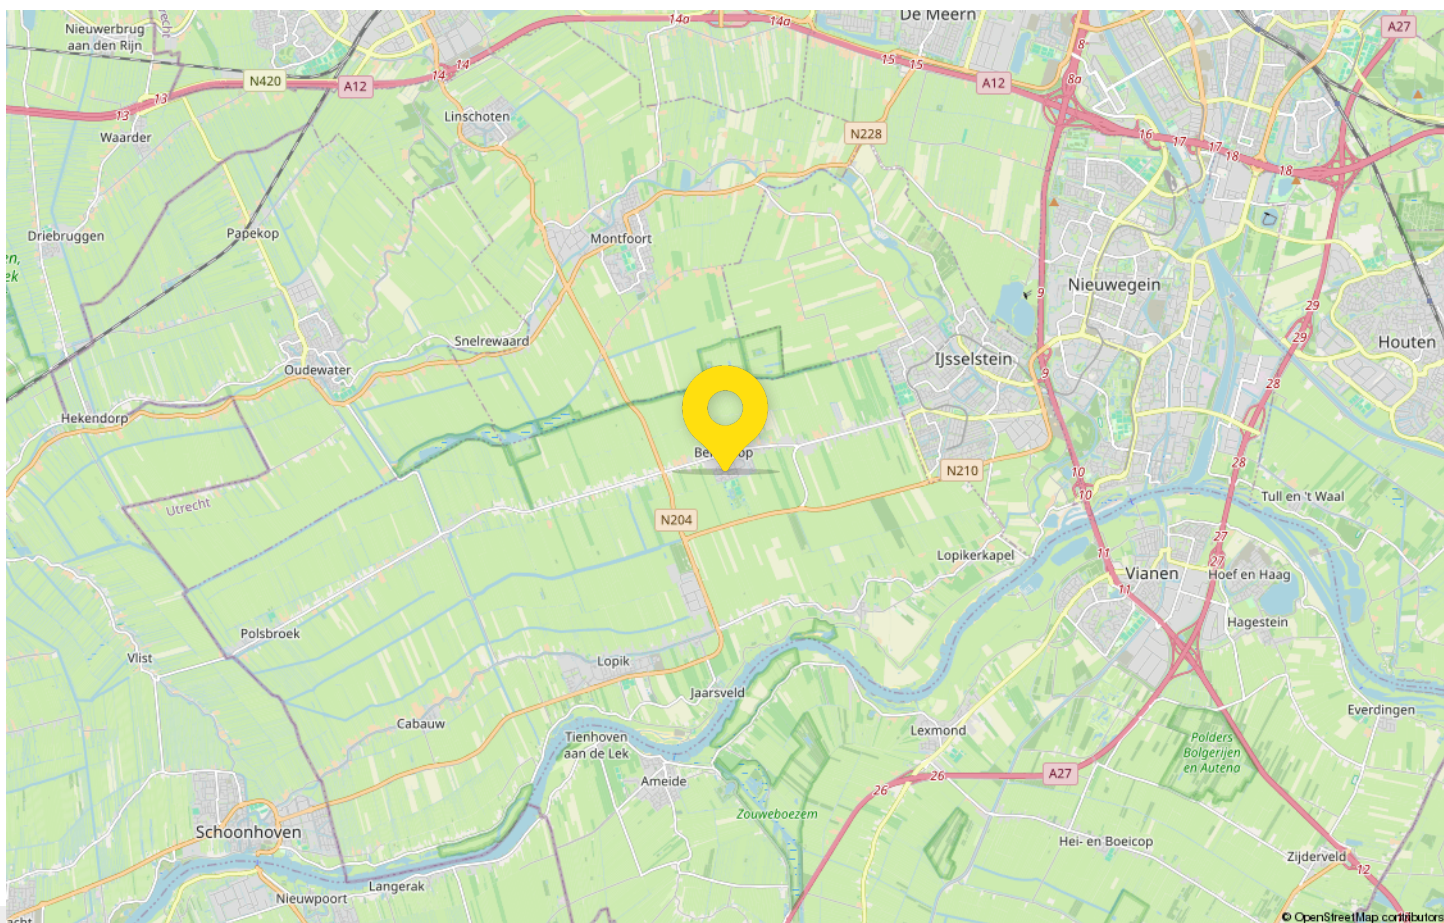 14a
14a
De Meern
A27
Nieuwerbrug
aan den Rijn
8
14
14
15
15
N420
A12
8a
A12
13
13
Linschoten
Waarder
N228
16
17
17
18
18
Driebruggen
Papekop
Montfoort
Nieuwegein
9
29
29
Snelrewaard
Houten
IJsselstein
Oudewater
9
28
Hekendorp
28
N210
10
10
Tull en 't Waal
Utrecht
N204
27
27
Lopikerkapel
11
11
Vianen
Hoef en Haag
Hagestein
Polsbroek
Vlist
Lopik
Jaarsveld
Everdingen
Cabauw
Lexmond
Tienhoven
aan de Lek
Polders
Bolgerijen
en Autena
Ameide
26
26
A27
Zouweboezem
Schoonhoven
Hei- en Boeicop
Zijderveld
12
Langerak
Nieuwpoort
© OpenStreetMap contributors